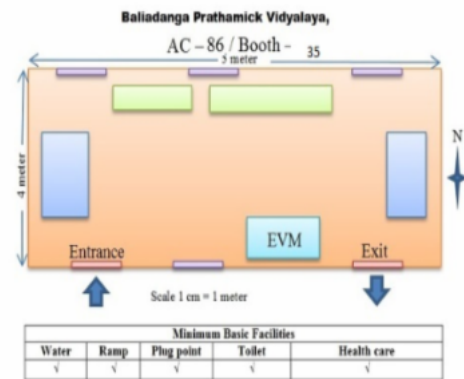 Baliadanga Prathamick Vidyalaya,
AC – 86 / Booth - 35
5 meter
N
4 meter
EVM
Entrance
Exit
Scale 1 cm = 1 meter
Minimum Basic Facilities
Water Ramp Plug point Toilet Health care
√ √ √ √ √